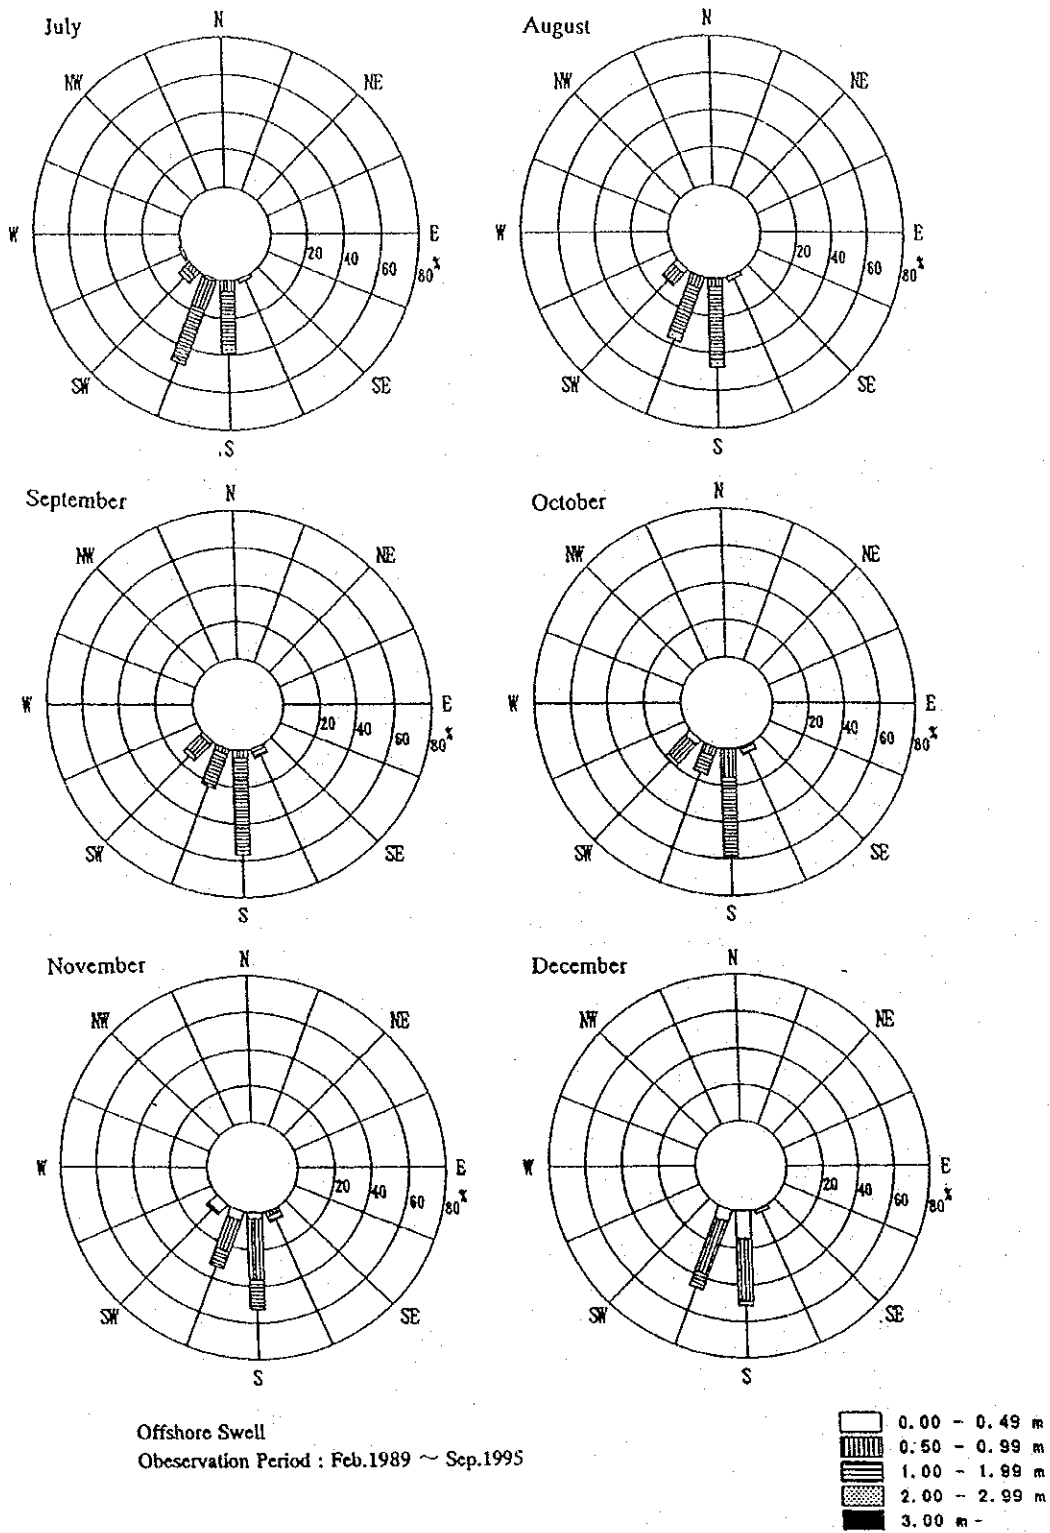 July
N
NW
NE
W
E
20
40
60
80%
SW
SE
.S
August
N
NW
NE
W
E
20
40
60
80%
SW
SE
S
September
N
NW
NE
W
E
20
40
60
80%
SW
SE
S
October
N
NW
NE
W
E
20
40
60
80%
SW
SE
S
November
N
NW
NE
W
E
20
40
60
80%
SW
SE
S
December
N
NW
NE
W
E
20
40
60
80%
SW
SE
S
Offshore Swell
Obeservation Period : Feb.1989 ～ Sep.1995
0.00 - 0.49 m
0.50 - 0.99 m
1.00 - 1.99 m
2.00 - 2.99 m
3.00 m -